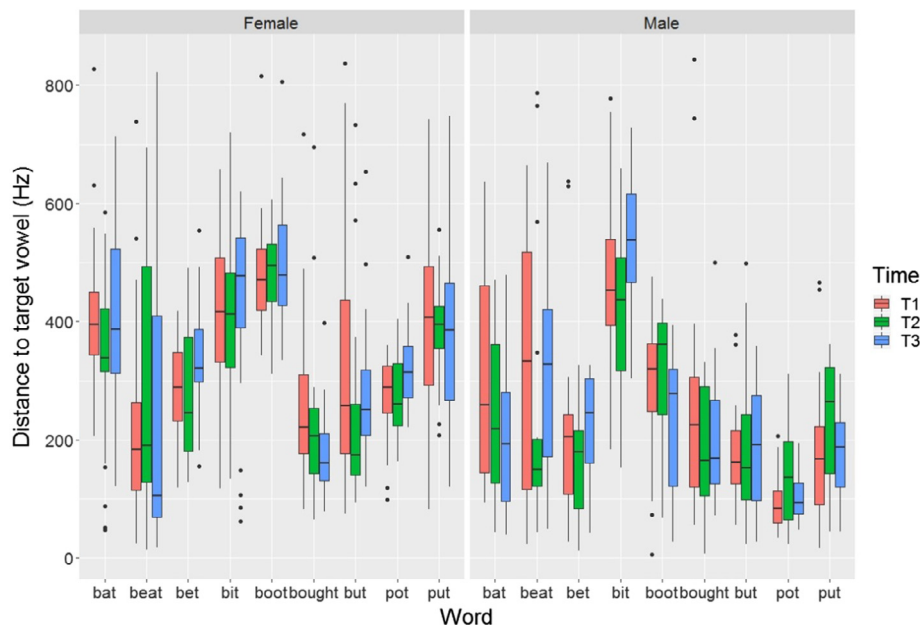 Female Male
Distance to target vowel (Hz)
800
600
400
200
0
bat beat bet bit boot bought but pot put bat beat bet bit boot bought but pot put
Word
Time
T1
T2
T3